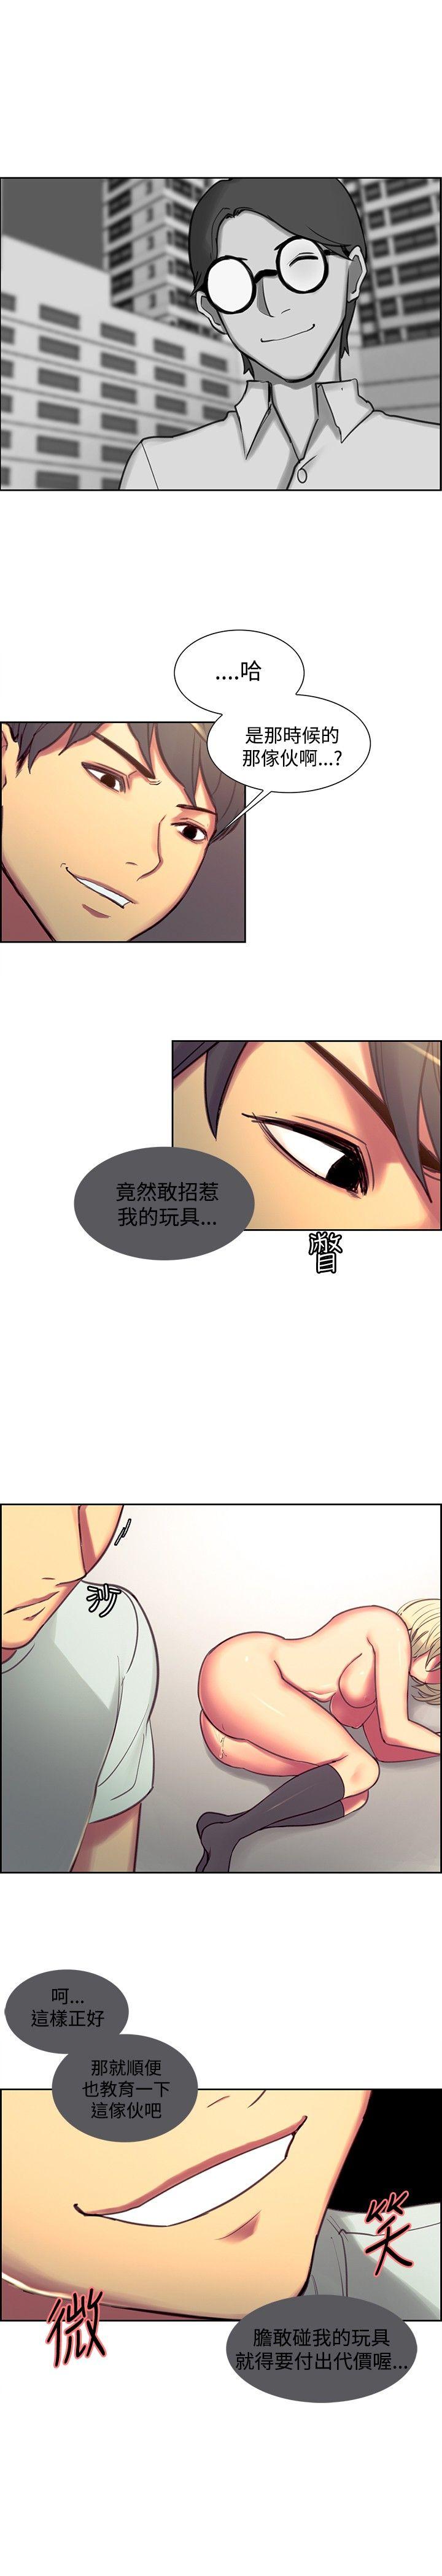 ....哈
是那時候的
那傢伙啊...?
竟然敢招惹
我的玩具...
瞥
沙
呵...
這樣正好
那就順便
也教育一下
這傢伙吧
微
笑
膽敢碰我的玩具
就得要付出代價喔...